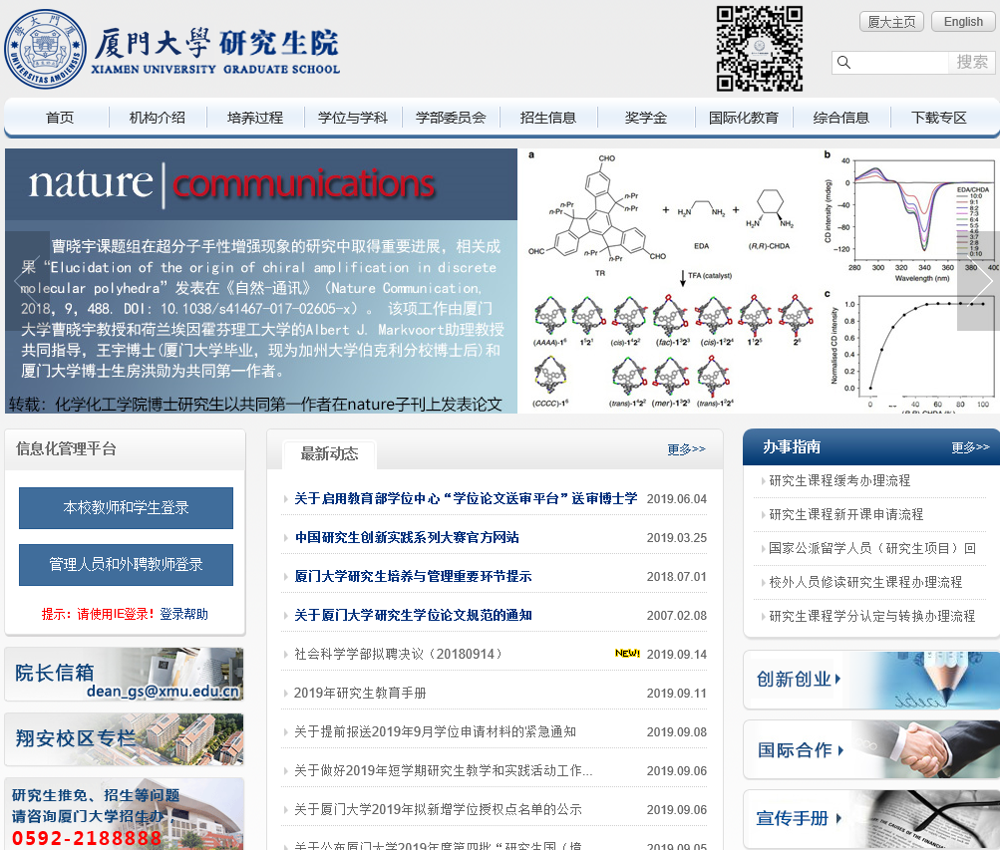 厦門大學 研究生院
XIAMEN UNIVERSITY GRADUATE SCHOOL
厦大主页 English
搜索
首页 机构介绍 培养过程 学位与学科 学部委员会 招生信息 奖学金 国际化教育 综合信息 下载专区
nature communications
曹晓宇课题组在超分子手性增强现象的研究中取得重要进展，相关成
果“Elucidation of the origin of chiral amplification in discrete
molecular polyhedra”发表在《自然-通讯》（Nature Communication,
2018, 9, 488. DOI: 10.1038/s41467-017-02605-x）。 该项工作由厦门
大学曹晓宇教授和荷兰埃因霍芬理工大学的Albert J. Markvoort助理教授
共同指导，王宇博士(厦门大学毕业，现为加州大学伯克利分校博士后)和
厦门大学博士生房洪勋为共同第一作者。
转载：化学化工学院博士研究生以共同第一作者在nature子刊上发表论文
a
CHO
CHO
OHC
n-Pr
TR
+
H₂N NH₂
EDA
+
H₂N NH₂
(R,R)-CHDA
TFA (catalyst)
(AAAA)-1⁶ 1⁵2¹ (cis)-1⁴2² (fac)-1³2³ (cis)-1²2⁴ 1¹2⁵ 2⁶
(CCCC)-1⁶ (trans)-1⁴2² (mer)-1³2³ (trans)-1²2⁴
b
CD intensity (mdeg)
40
0
−40
−80
−120
280 300 320 340 360 380 400
Wavelength (nm)
EDA/CHDA
10:0
9:1
8:2
7:3
6:4
5:5
4:6
3:7
2:8
1:9
0:10
c
Normalised CD intensity
1.0
0.8
0.6
0.4
0.2
0.0
0 40 60 80 100
信息化管理平台
本校教师和学生登录
管理人员和外聘教师登录
提示：请使用IE登录！登录帮助
院长信箱
dean_gs@xmu.edu.cn
翔安校区专栏
研究生推免、招生等问题
请咨询厦门大学招生办
0592-2188888
最新动态 更多>>
关于启用教育部学位中心“学位论文送审平台”送审博士学 2019.06.04
中国研究生创新实践系列大赛官方网站 2019.03.25
厦门大学研究生培养与管理重要环节提示 2018.07.01
关于厦门大学研究生学位论文规范的通知 2007.02.08
社会科学学部拟聘决议（20180914） NEW! 2019.09.14
2019年研究生教育手册 2019.09.11
关于提前报送2019年9月学位申请材料的紧急通知 2019.09.08
关于做好2019年短学期研究生教学和实践活动工作... 2019.09.06
关于厦门大学2019年拟新增学位授权点名单的公示 2019.09.06
办事指南 更多>>
研究生课程缓考办理流程
研究生课程新开课申请流程
国家公派留学人员（研究生项目）回
校外人员修读研究生课程办理流程
研究生课程学分认定与转换办理流程
创新创业
国际合作
宣传手册